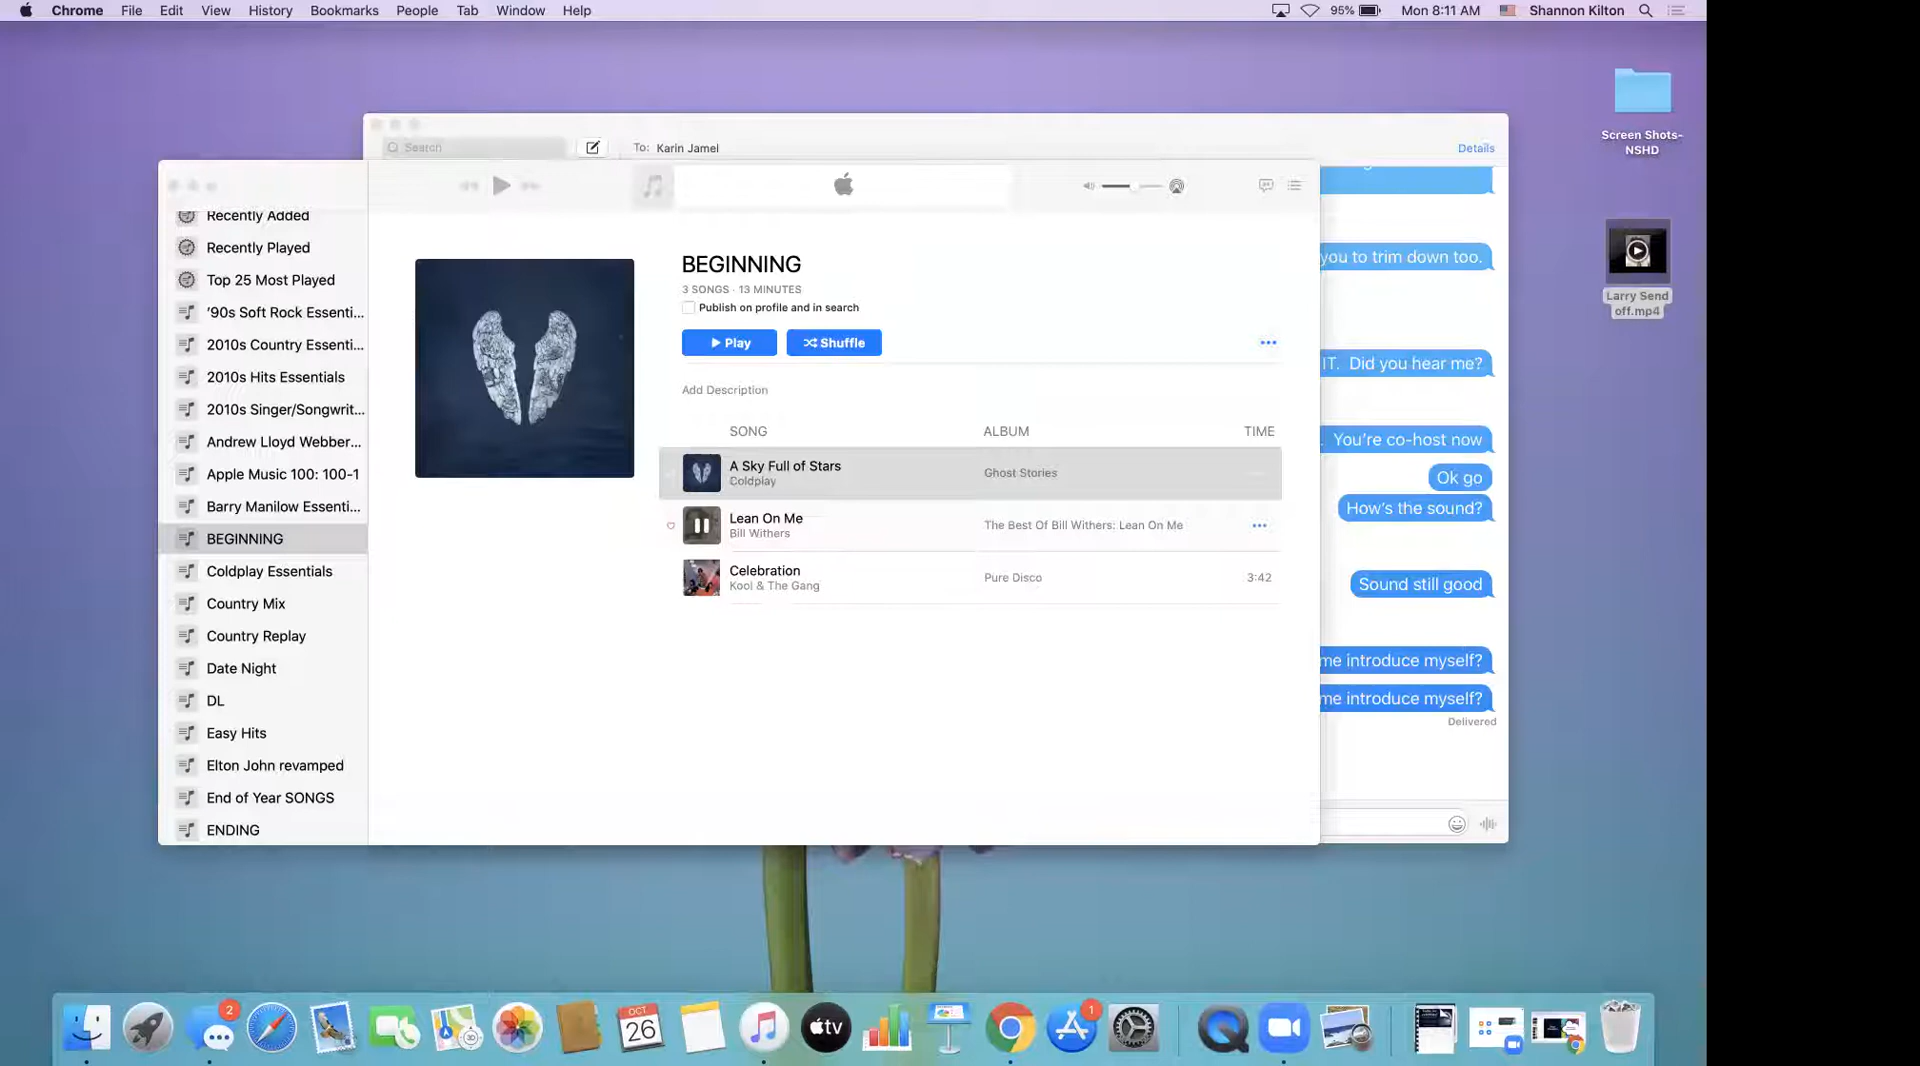 Chrome File Edit View History Bookmarks People Tab Window Help
95% Mon 8:11 AM Shannon Kilton
Screen Shots-
NSHD
Larry Send
off.mp4
Search
To: Karin Jamel
Details
you to trim down too.
IT. Did you hear me?
You're co-host now
Ok go
How's the sound?
Sound still good
me introduce myself?
me introduce myself?
Delivered
Recently Added
Recently Played
Top 25 Most Played
'90s Soft Rock Essenti...
2010s Country Essenti...
2010s Hits Essentials
2010s Singer/Songwrit...
Andrew Lloyd Webber...
Apple Music 100: 100-1
Barry Manilow Essenti...
BEGINNING
Coldplay Essentials
Country Mix
Country Replay
Date Night
DL
Easy Hits
Elton John revamped
End of Year SONGS
ENDING
BEGINNING
3 SONGS · 13 MINUTES
Publish on profile and in search
Play
Shuffle
Add Description
SONG ALBUM TIME
A Sky Full of Stars
Coldplay
Ghost Stories
Lean On Me
Bill Withers
The Best Of Bill Withers: Lean On Me
Celebration
Kool & The Gang
Pure Disco
3:42
2
OCT
26
tv
1